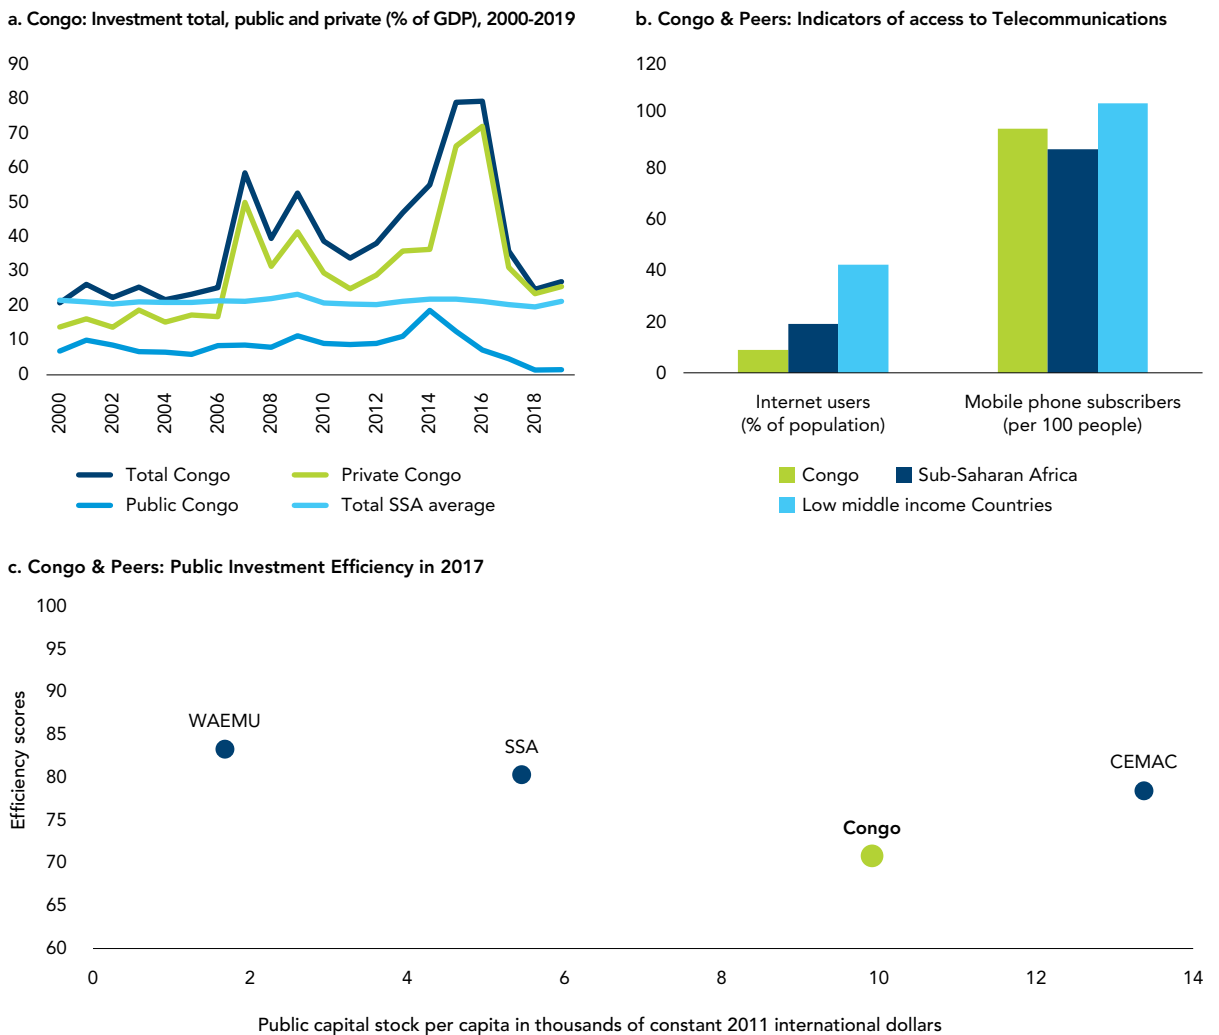 a. Congo: Investment total, public and private (% of GDP), 2000-2019
90
80
70
60
50
40
30
20
10
0
2000
2002
2004
2006
2008
2010
2012
2014
2016
2018
Total Congo
Private Congo
Public Congo
Total SSA average
b. Congo & Peers: Indicators of access to Telecommunications
120
100
80
60
40
20
0
Internet users
(% of population)
Mobile phone subscribers
(per 100 people)
Congo
Sub-Saharan Africa
Low middle income Countries
c. Congo & Peers: Public Investment Efficiency in 2017
Efficiency scores
100
95
90
85
80
75
70
65
60
WAEMU
SSA
Congo
CEMAC
0
2
4
6
8
10
12
14
Public capital stock per capita in thousands of constant 2011 international dollars